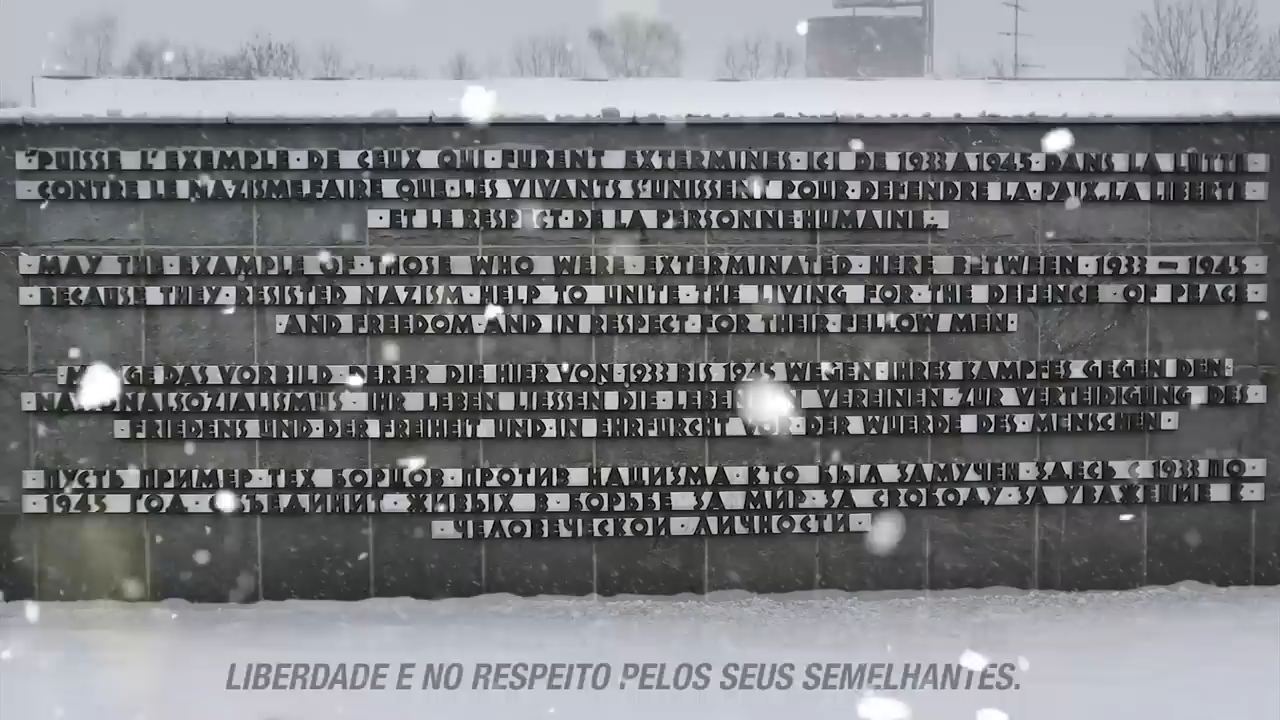 "PUISSE L'EXEMPLE DE CEUX QUI FURENT EXTERMINES ICI DE 1933 A 1945 DANS LA LUTTE
CONTRE LE NAZISME FAIRE QUE LES VIVANTS S'UNISSENT POUR DEFENDRE LA PAIX LA LIBERTE
ET LE RESPECT DE LA PERSONNE HUMAINE„
MAY THE EXAMPLE OF THOSE WHO WERE EXTERMINATED HERE BETWEEN 1933 – 1945
BECAUSE THEY RESISTED NAZISM HELP TO UNITE THE LIVING FOR THE DEFENCE OF PEACE
AND FREEDOM AND IN RESPECT FOR THEIR FELLOW MEN
DAS VORBILD DERER DIE HIER VON 1933 BIS 1945 WEGEN IHRES KAMPFES GEGEN DEN
NATIONALSOZIALISMUS IHR LEBEN LIESSEN DIE VEREINEN ZUR VERTEIDIGUNG DES
FRIEDENS UND DER FREIHEIT UND IN EHRFURCHT VOR DER WUERDE DES MENSCHEN
ПУСТЬ ПРИМЕР ТЕХ БОРЦОВ ПРОТИВ НАЦИЗМА КТО БЫЛ ЗАМУЧЕН ЗДЕСЬ С 1933 ПО
1945 ГОД ОБЪЕДИНИТ ЖИВЫХ В БОРЬБЕ ЗА МИР ЗА СВОБОДУ ЗА УВАЖЕНИЕ К
ЧЕЛОВЕЧЕСКОЙ ЛИЧНОСТИ
LIBERDADE E NO RESPEITO PELOS SEUS SEMELHANTES.